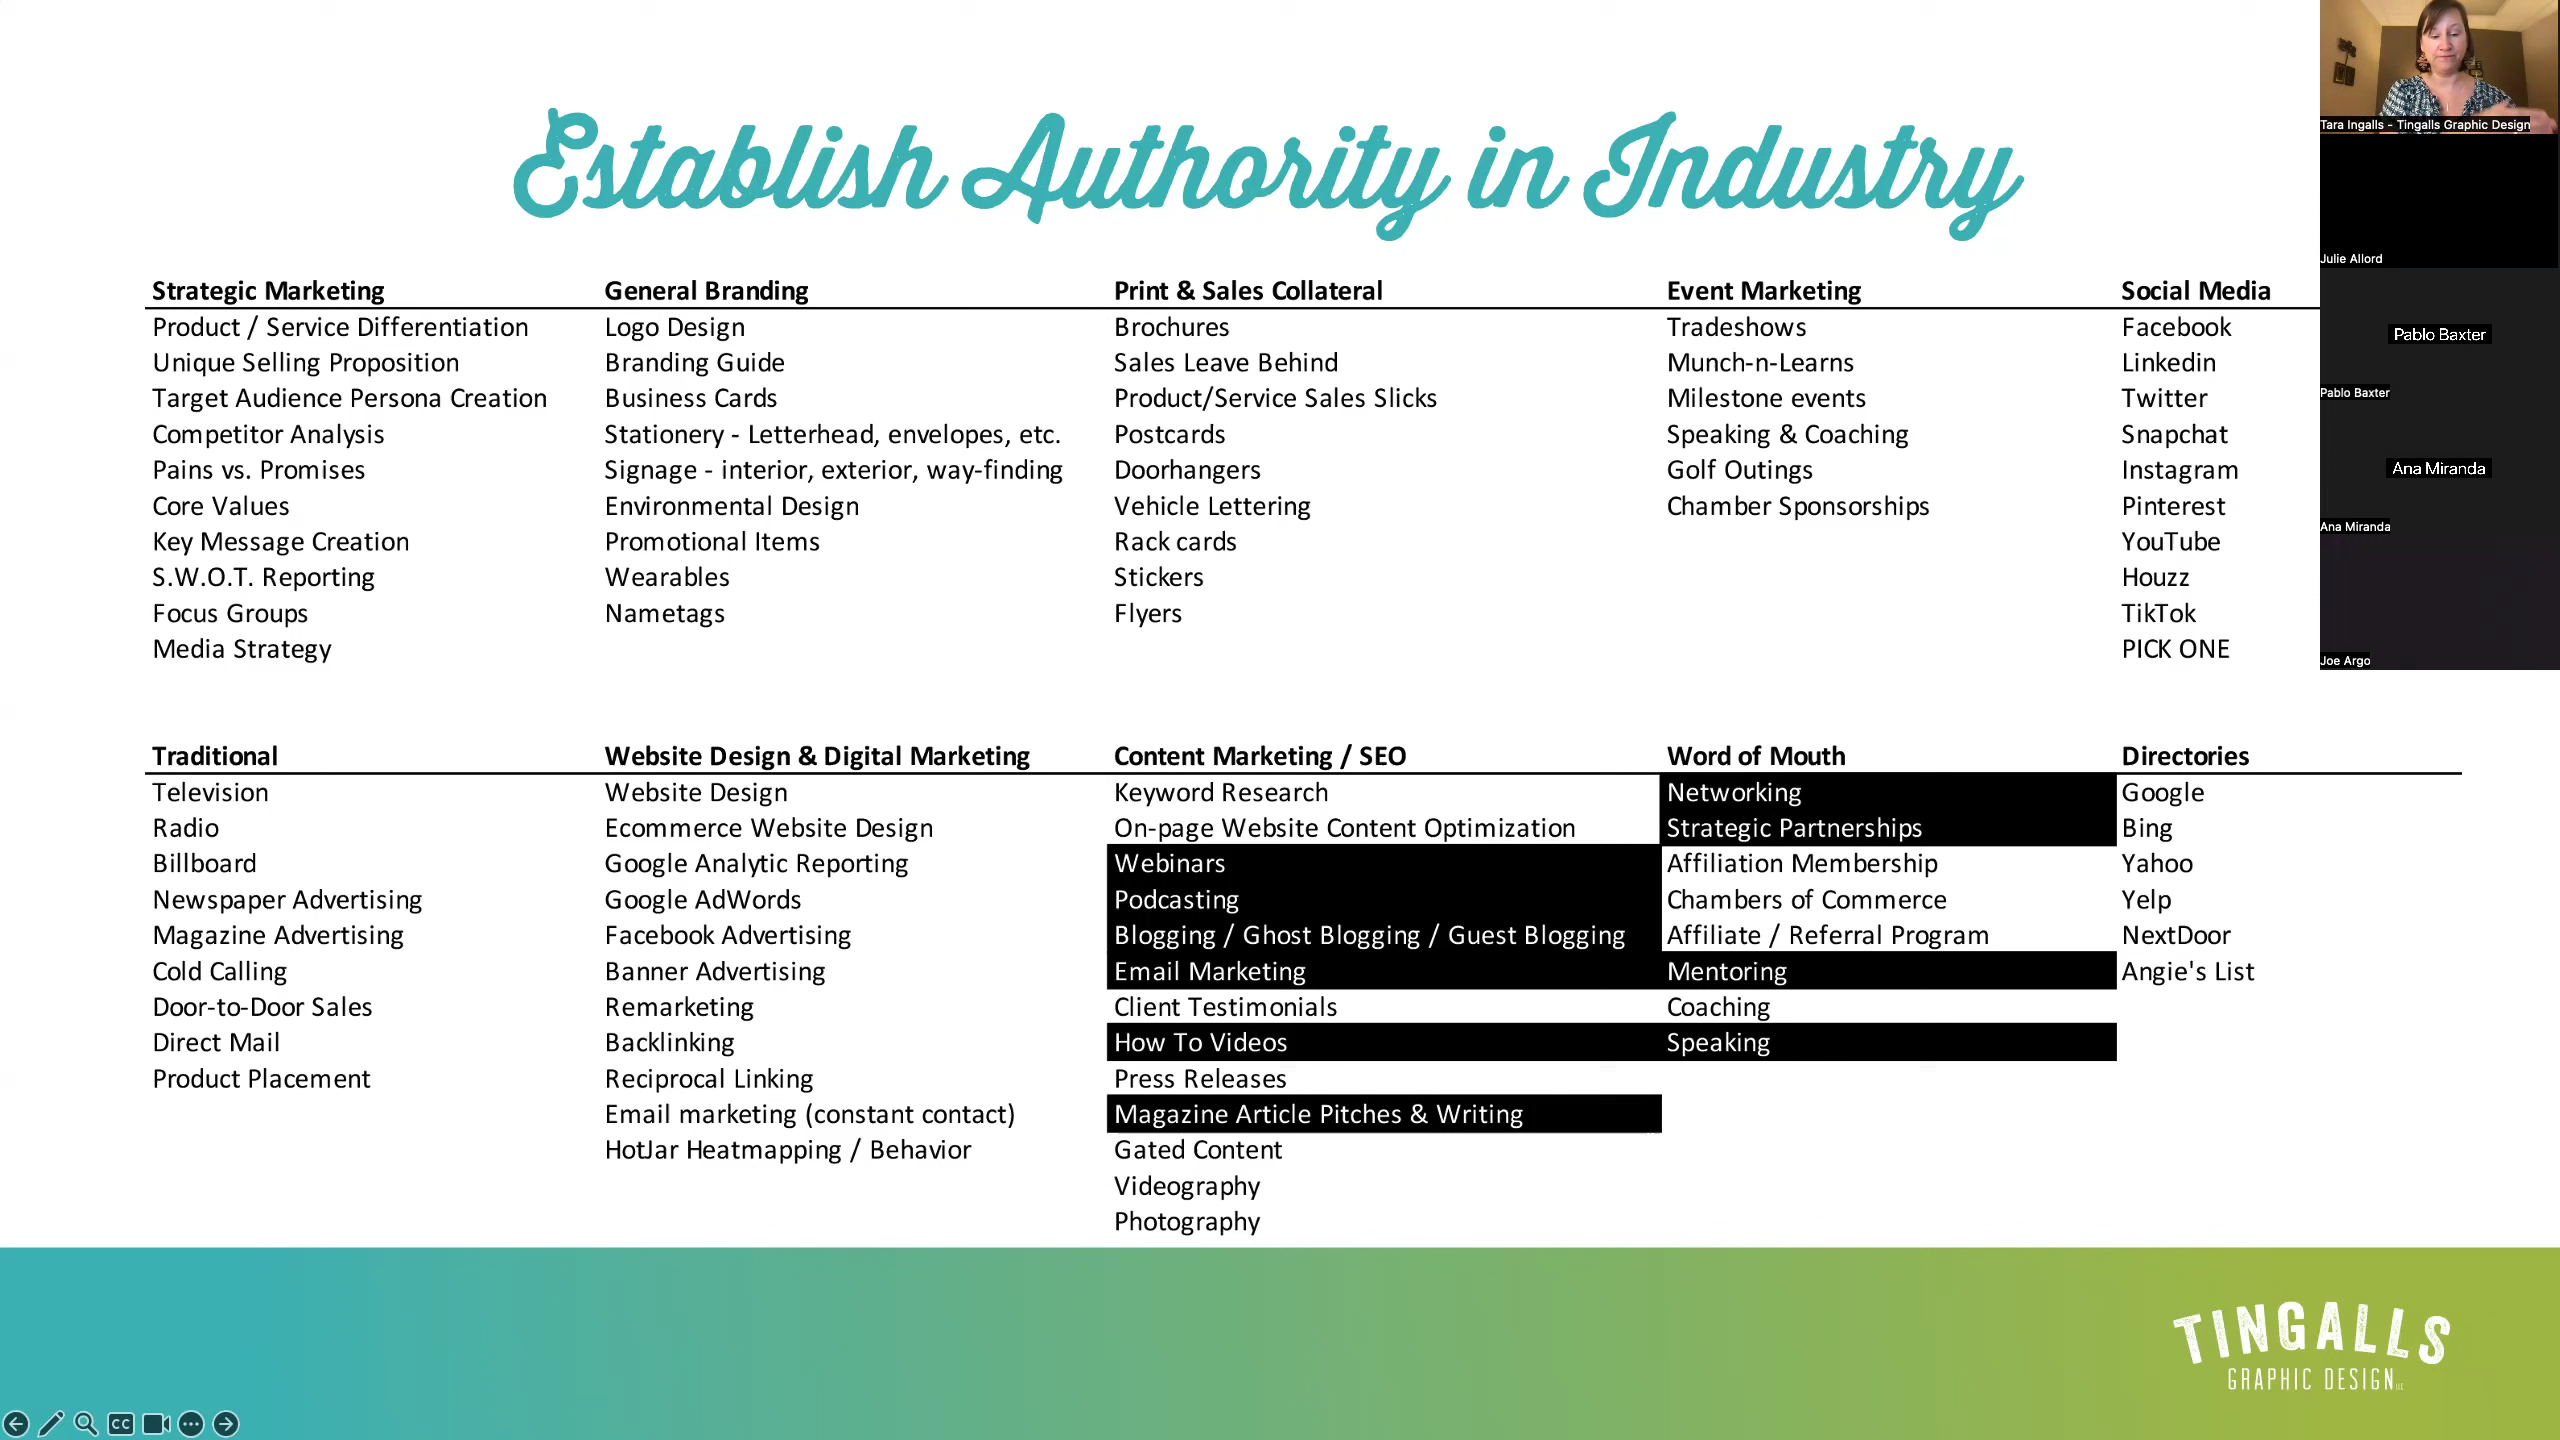 Establish Authority in Industry
Strategic Marketing
Product / Service Differentiation
Unique Selling Proposition
Target Audience Persona Creation
Competitor Analysis
Pains vs. Promises
Core Values
Key Message Creation
S.W.O.T. Reporting
Focus Groups
Media Strategy
General Branding
Logo Design
Branding Guide
Business Cards
Stationery - Letterhead, envelopes, etc.
Signage - interior, exterior, way-finding
Environmental Design
Promotional Items
Wearables
Nametags
Print & Sales Collateral
Brochures
Sales Leave Behind
Product/Service Sales Slicks
Postcards
Doorhangers
Vehicle Lettering
Rack cards
Stickers
Flyers
Event Marketing
Tradeshows
Munch-n-Learns
Milestone events
Speaking & Coaching
Golf Outings
Chamber Sponsorships
Social Media
Facebook
Linkedin
Twitter
Snapchat
Instagram
Pinterest
YouTube
Houzz
TikTok
PICK ONE
Traditional
Television
Radio
Billboard
Newspaper Advertising
Magazine Advertising
Cold Calling
Door-to-Door Sales
Direct Mail
Product Placement
Website Design & Digital Marketing
Website Design
Ecommerce Website Design
Google Analytic Reporting
Google AdWords
Facebook Advertising
Banner Advertising
Remarketing
Backlinking
Reciprocal Linking
Email marketing (constant contact)
HotJar Heatmapping / Behavior
Content Marketing / SEO
Keyword Research
On-page Website Content Optimization
Webinars
Podcasting
Blogging / Ghost Blogging / Guest Blogging
Email Marketing
Client Testimonials
How To Videos
Press Releases
Magazine Article Pitches & Writing
Gated Content
Videography
Photography
Word of Mouth
Networking
Strategic Partnerships
Affiliation Membership
Chambers of Commerce
Affiliate / Referral Program
Mentoring
Coaching
Speaking
Directories
Google
Bing
Yahoo
Yelp
NextDoor
Angie's List
Tara Ingalls - Tingalls Graphic Design
Julie Allord
Pablo Baxter
Pablo Baxter
Ana Miranda
Ana Miranda
Joe Argo
TINGALLS
GRAPHIC DESIGN LLC
CC